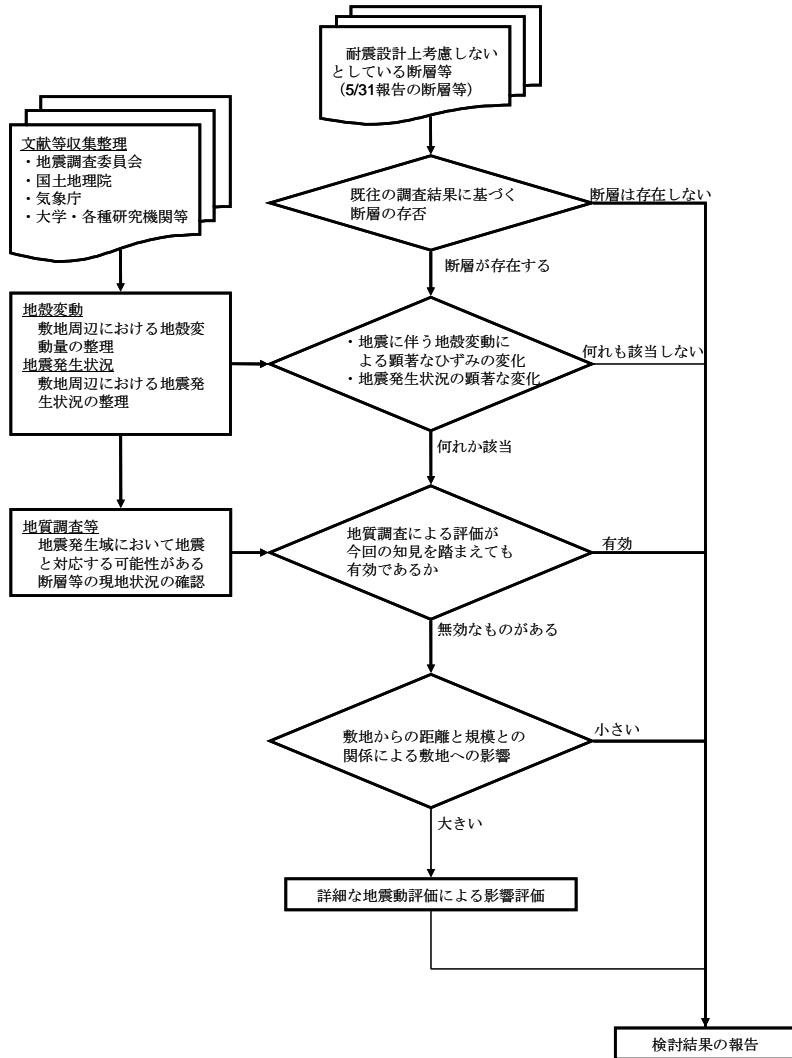 耐震設計上考慮しない
としている断層等
（5/31報告の断層等）
文献等収集整理
・地震調査委員会
・国土地理院
・気象庁
・大学・各種研究機関等
既往の調査結果に基づく
断層の存否
断層は存在しない
断層が存在する
地殻変動
敷地周辺における地殻変
動量の整理
地震発生状況
敷地周辺における地震発
生状況の整理
・地震に伴う地殻変動に
よる顕著なひずみの変化
・地震発生状況の顕著な変化
何れも該当しない
何れか該当
地質調査等
地震発生域において地震
と対応する可能性がある
断層等の現地状況の確認
地質調査による評価が
今回の知見を踏まえても
有効であるか
有効
無効なものがある
敷地からの距離と規模との
関係による敷地への影響
小さい
大きい
詳細な地震動評価による影響評価
検討結果の報告